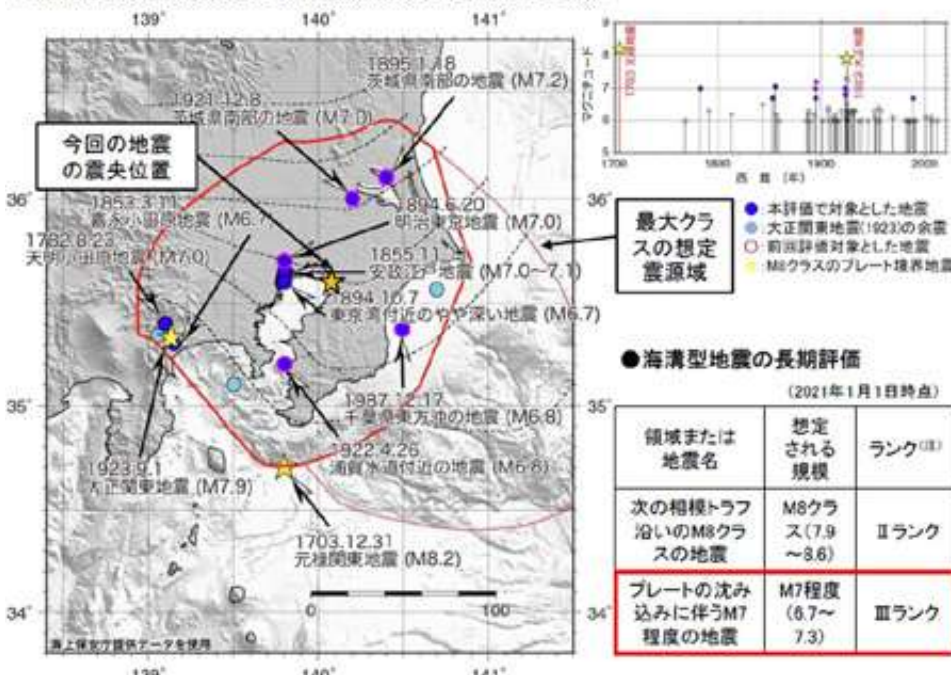 139°
140°
141°
1895.1.18
茨城県南部の地震 (M7.2)
1921.12.8
茨城県南部の地震 (M7.0)
今回の地震
の震央位置
36°
1853.3.11
嘉永小田原地震 (M6.7)
1894.6.20
明治東京地震 (M7.0)
1782.8.23
天明小田原地震 (M7.0)
1855.11
安政江戸地震 (M7.0～7.1)
1894.10.7
東京湾付近のやや深い地震 (M6.7)
35°
1987.12.17
千葉県東方沖の地震 (M6.8)
1923.9.1
大正関東地震 (M7.9)
1922.4.26
浦賀水道付近の地震 (M6.8)
1703.12.31
元禄関東地震 (M8.2)
34°
34°
0
100
海上保安庁提供データを使用
139°
140°
141°
マグニチュード
9
8
7
6
5
1700
1800
1900
2000
西暦 (年)
最大クラ
スの想定
震源域
本評価で対象とした地震
大正関東地震(1923)の余震
前回評価対象とした地震
M8クラスのプレート境界地震
●海溝型地震の長期評価
(2021年1月1日時点)
領域または
地震名
想定
される
規模
ランク(注)
次の相模トラフ
沿いのM8クラ
スの地震
M8クラ
ス(7.9
～8.6)
Ⅱランク
プレートの沈み
込みに伴うM7
程度の地震
M7程度
(6.7～
7.3)
Ⅲランク